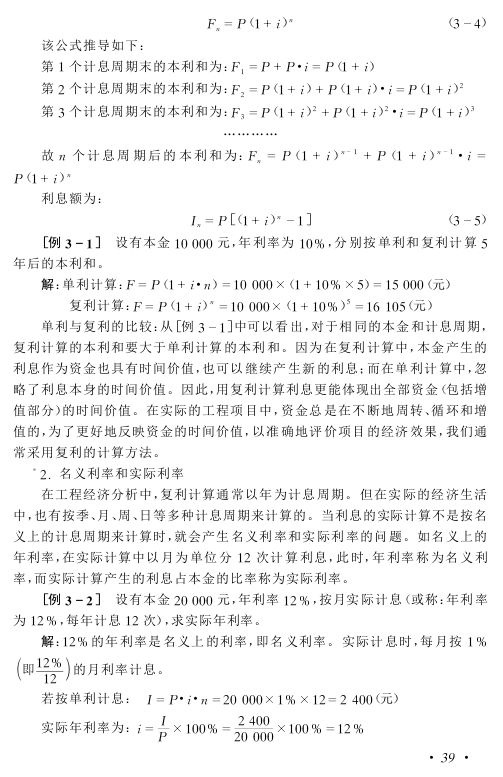 Fₙ = P(1+i)ⁿ (3-4)
该公式推导如下:
第 1 个计息周期末的本利和为:F₁=P+P•i=P(1+i)
第 2 个计息周期末的本利和为:F₂=P(1+i)+P(1+i)•i=P(1+i)²
第 3 个计息周期末的本利和为:F₃=P(1+i)²+P(1+i)²•i=P(1+i)³
…………
故 n 个计息周期后的本利和为:Fₙ = P(1+i)ⁿ⁻¹ + P(1+i)ⁿ⁻¹•i =
P(1+i)ⁿ
利息额为:
Iₙ = P[(1+i)ⁿ-1] (3-5)
[例 3-1] 设有本金 10 000 元,年利率为 10%,分别按单利和复利计算 5
年后的本利和。
解:单利计算:F=P(1+i•n)=10 000×(1+10%×5)=15 000(元)
复利计算:F=P(1+i)ⁿ=10 000×(1+10%)⁵=16 105(元)
单利与复利的比较:从[例 3-1]中可以看出,对于相同的本金和计息周期,
复利计算的本利和要大于单利计算的本利和。因为在复利计算中,本金产生的
利息作为资金也具有时间价值,也可以继续产生新的利息;而在单利计算中,忽
略了利息本身的时间价值。因此,用复利计算利息更能体现出全部资金(包括增
值部分)的时间价值。在实际的工程项目中,资金总是在不断地周转、循环和增
值的,为了更好地反映资金的时间价值,以准确地评价项目的经济效果,我们通
常采用复利的计算方法。
*2. 名义利率和实际利率
在工程经济分析中,复利计算通常以年为计息周期。但在实际的经济生活
中,也有按季、月、周、日等多种计息周期来计算的。当利息的实际计算不是按名
义上的计息周期来计算时,就会产生名义利率和实际利率的问题。如名义上的
年利率,在实际计算中以月为单位分 12 次计算利息,此时,年利率称为名义利
率,而实际计算产生的利息占本金的比率称为实际利率。
[例 3-2] 设有本金 20 000 元,年利率 12%,按月实际计息(或称:年利率
为 12%,每年计息 12 次),求实际年利率。
解:12%的年利率是名义上的利率,即名义利率。实际计息时,每月按 1%
(即12%/12)的月利率计息。
若按单利计息: I=P•i•n=20 000×1%×12=2 400(元)
实际年利率为:i=I/P×100%=2 400/20 000×100%=12%
• 39 •